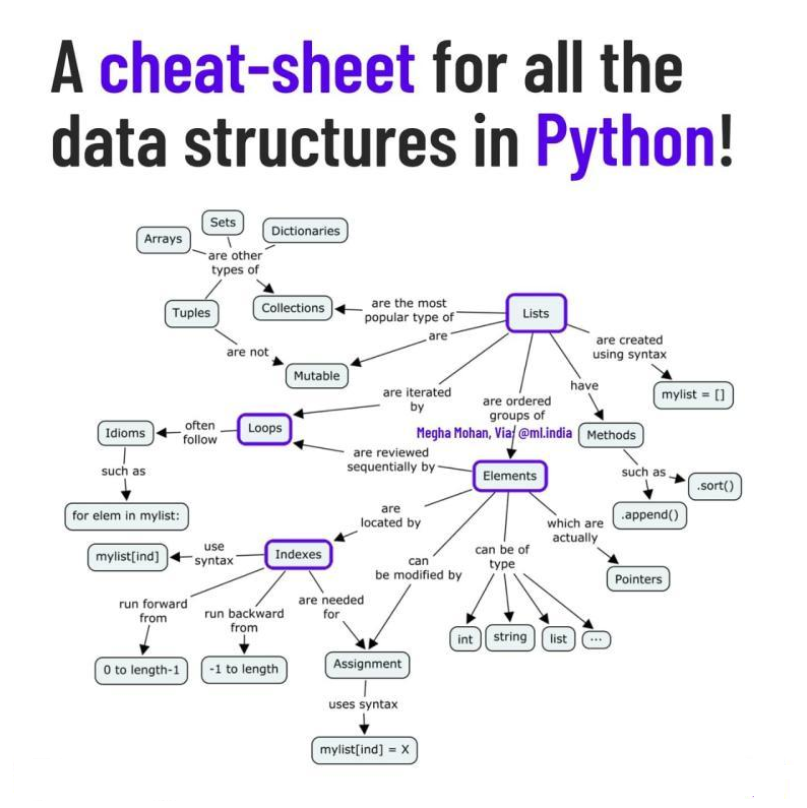 A cheat-sheet for all the
data structures in Python!
Sets
Arrays
Dictionaries
are other
types of
Tuples
Collections
are the most
popular type of
Lists
are
are not
Mutable
are created
using syntax
mylist = []
are iterated
by
have
are ordered
groups of
Idioms
often
follow
Loops
Megha Mohan, Via: @ml.india
Methods
are reviewed
sequentially by
such as
Elements
such as
.sort()
for elem in mylist:
are
located by
.append()
which are
actually
mylist[ind]
use
syntax
Indexes
can
be modified by
can be of
type
Pointers
run forward
from
run backward
from
are needed
for
int
string
list
...
0 to length-1
-1 to length
Assignment
uses syntax
mylist[ind] = X